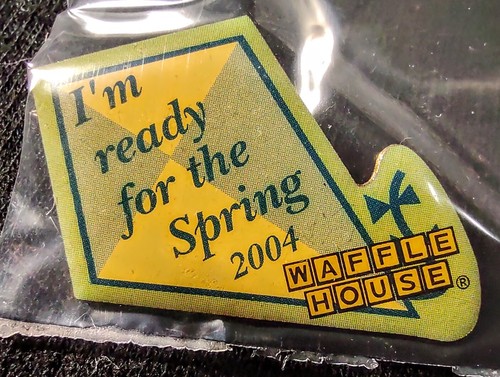 I'm
ready
for the
Spring
2004
WAFFLE
HOUSE®